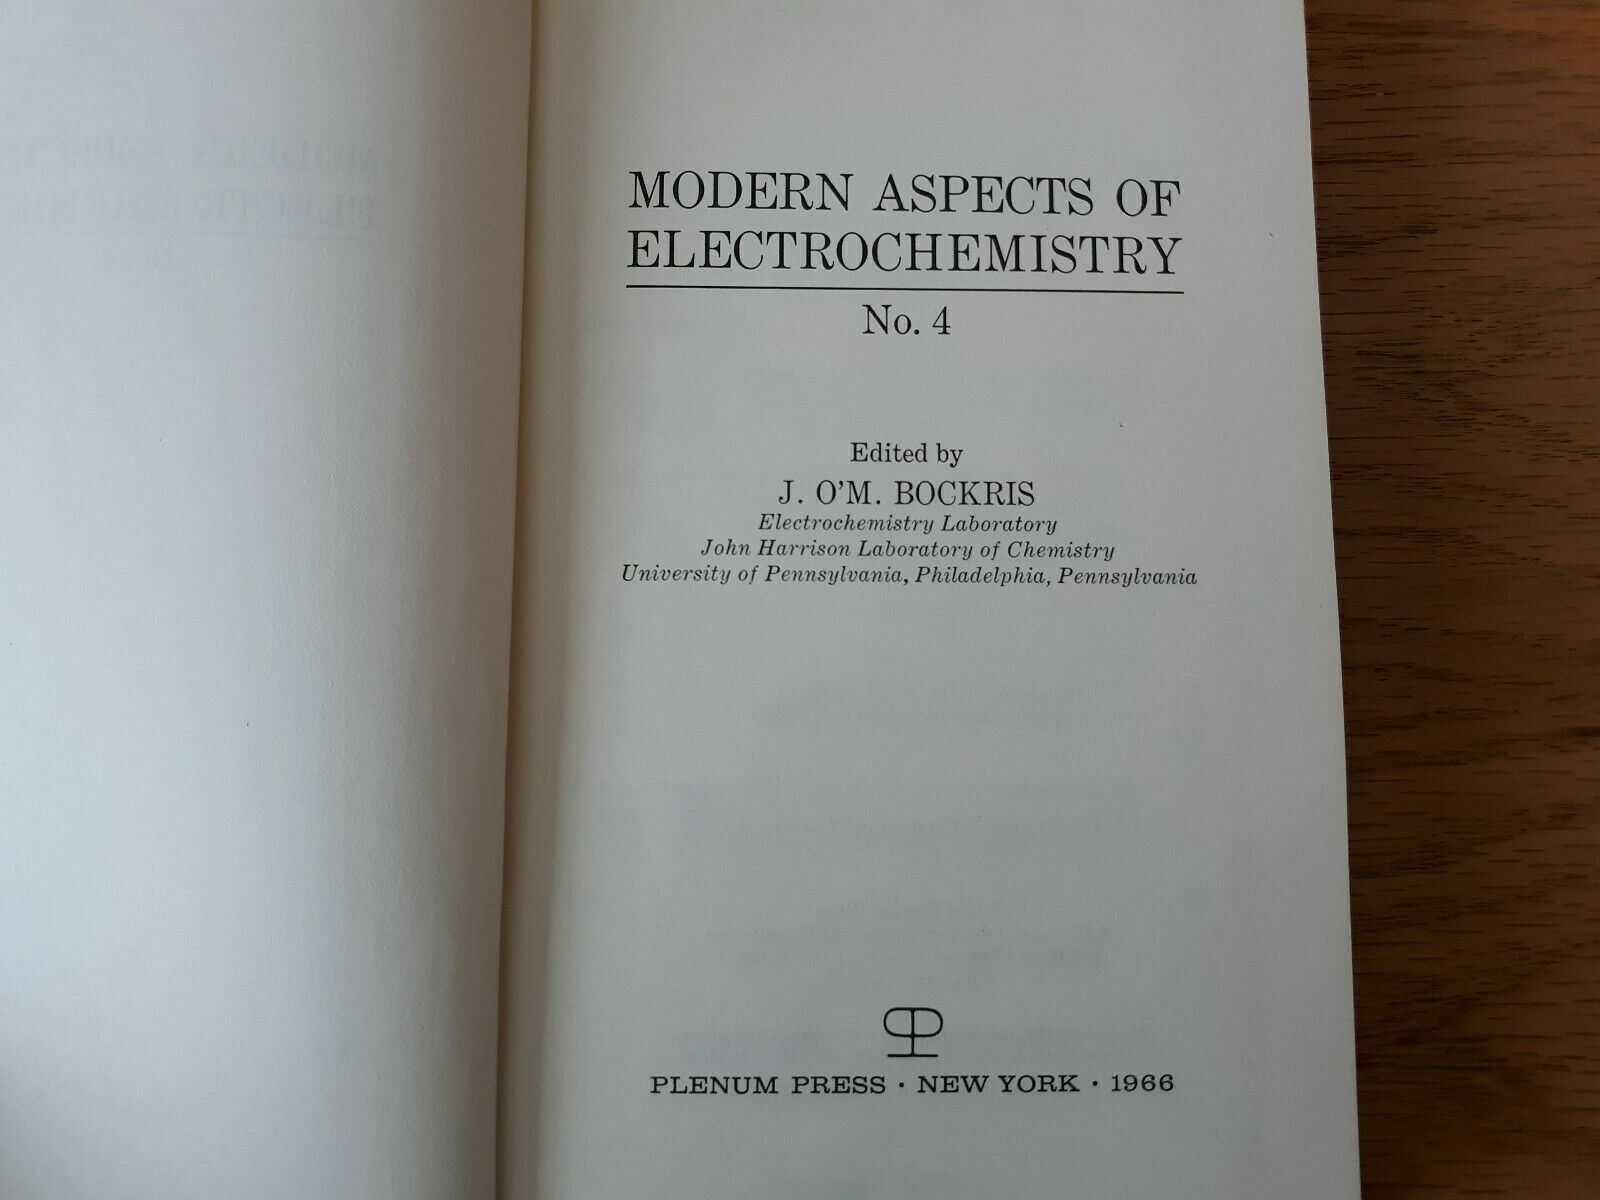 MODERN ASPECTS OF
ELECTROCHEMISTRY
No. 4
Edited by
J. O'M. BOCKRIS
Electrochemistry Laboratory
John Harrison Laboratory of Chemistry
University of Pennsylvania, Philadelphia, Pennsylvania
PLENUM PRESS · NEW YORK · 1966